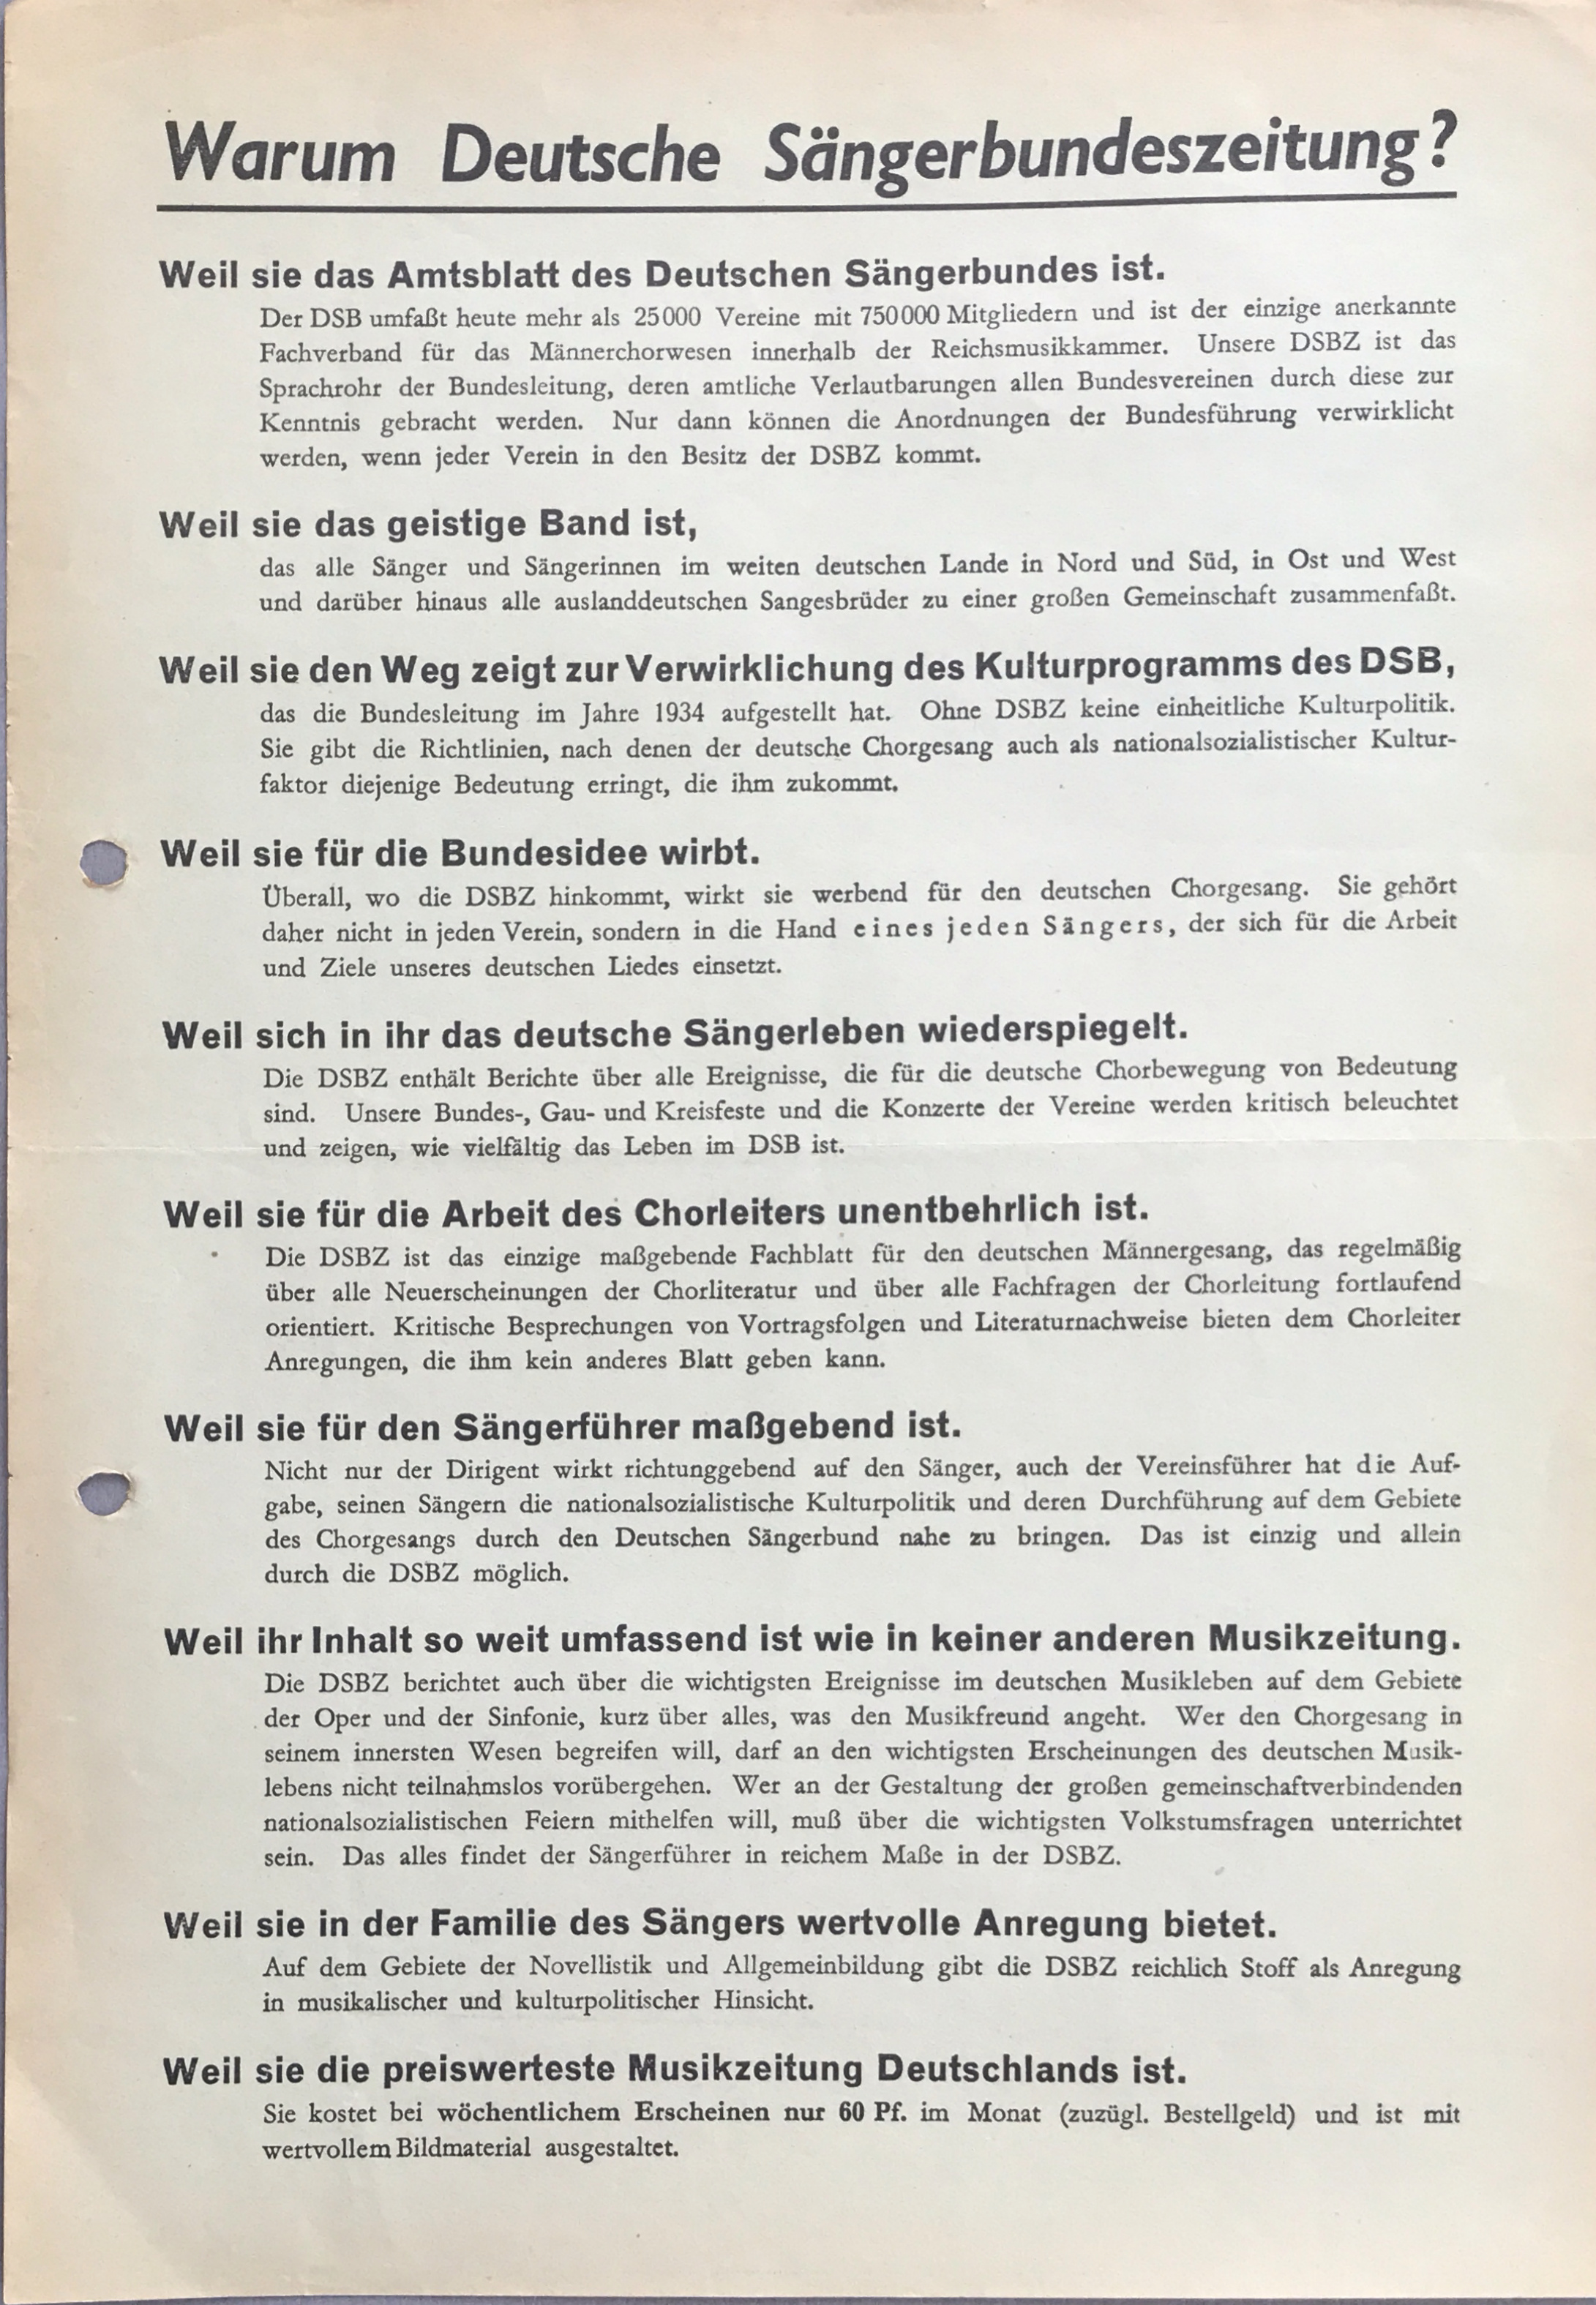 Warum Deutsche Sängerbundeszeitung?
Weil sie das Amtsblatt des Deutschen Sängerbundes ist.
Der DSB umfaßt heute mehr als 25000 Vereine mit 750000 Mitgliedern und ist der einzige anerkannte
Fachverband für das Männerchorwesen innerhalb der Reichsmusikkammer. Unsere DSBZ ist das
Sprachrohr der Bundesleitung, deren amtliche Verlautbarungen allen Bundesvereinen durch diese zur
Kenntnis gebracht werden. Nur dann können die Anordnungen der Bundesführung verwirklicht
werden, wenn jeder Verein in den Besitz der DSBZ kommt.
Weil sie das geistige Band ist,
das alle Sänger und Sängerinnen im weiten deutschen Lande in Nord und Süd, in Ost und West
und darüber hinaus alle auslanddeutschen Sangesbrüder zu einer großen Gemeinschaft zusammenfaßt.
Weil sie den Weg zeigt zur Verwirklichung des Kulturprogramms des DSB,
das die Bundesleitung im Jahre 1934 aufgestellt hat. Ohne DSBZ keine einheitliche Kulturpolitik.
Sie gibt die Richtlinien, nach denen der deutsche Chorgesang auch als nationalsozialistischer Kultur-
faktor diejenige Bedeutung erringt, die ihm zukommt.
Weil sie für die Bundesidee wirbt.
Überall, wo die DSBZ hinkommt, wirkt sie werbend für den deutschen Chorgesang. Sie gehört
daher nicht in jeden Verein, sondern in die Hand eines jeden Sängers, der sich für die Arbeit
und Ziele unseres deutschen Liedes einsetzt.
Weil sich in ihr das deutsche Sängerleben wiederspiegelt.
Die DSBZ enthält Berichte über alle Ereignisse, die für die deutsche Chorbewegung von Bedeutung
sind. Unsere Bundes-, Gau- und Kreisfeste und die Konzerte der Vereine werden kritisch beleuchtet
und zeigen, wie vielfältig das Leben im DSB ist.
Weil sie für die Arbeit des Chorleiters unentbehrlich ist.
Die DSBZ ist das einzige maßgebende Fachblatt für den deutschen Männergesang, das regelmäßig
über alle Neuerscheinungen der Chorliteratur und über alle Fachfragen der Chorleitung fortlaufend
orientiert. Kritische Besprechungen von Vortragsfolgen und Literaturnachweise bieten dem Chorleiter
Anregungen, die ihm kein anderes Blatt geben kann.
Weil sie für den Sängerführer maßgebend ist.
Nicht nur der Dirigent wirkt richtunggebend auf den Sänger, auch der Vereinsführer hat die Auf-
gabe, seinen Sängern die nationalsozialistische Kulturpolitik und deren Durchführung auf dem Gebiete
des Chorgesangs durch den Deutschen Sängerbund nahe zu bringen. Das ist einzig und allein
durch die DSBZ möglich.
Weil ihr Inhalt so weit umfassend ist wie in keiner anderen Musikzeitung.
Die DSBZ berichtet auch über die wichtigsten Ereignisse im deutschen Musikleben auf dem Gebiete
der Oper und der Sinfonie, kurz über alles, was den Musikfreund angeht. Wer den Chorgesang in
seinem innersten Wesen begreifen will, darf an den wichtigsten Erscheinungen des deutschen Musik-
lebens nicht teilnahmslos vorübergehen. Wer an der Gestaltung der großen gemeinschaftverbindenden
nationalsozialistischen Feiern mithelfen will, muß über die wichtigsten Volkstumsfragen unterrichtet
sein. Das alles findet der Sängerführer in reichem Maße in der DSBZ.
Weil sie in der Familie des Sängers wertvolle Anregung bietet.
Auf dem Gebiete der Novellistik und Allgemeinbildung gibt die DSBZ reichlich Stoff als Anregung
in musikalischer und kulturpolitischer Hinsicht.
Weil sie die preiswerteste Musikzeitung Deutschlands ist.
Sie kostet bei wöchentlichem Erscheinen nur 60 Pf. im Monat (zuzügl. Bestellgeld) und ist mit
wertvollem Bildmaterial ausgestaltet.